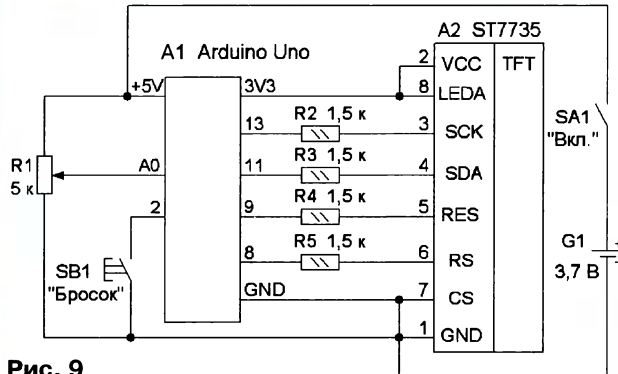 A2 ST7735
A1 Arduino Uno
2 VCC TFT
+5V 3V3 8 LEDA
R2 1,5 к
13 3 SCK
SA1
"Вкл."
R3 1,5 к
R1
5 к
A0 11 4 SDA
R4 1,5 к
2 9 5 RES
R5 1,5 к
8 6 RS
G1 +
3,7 В
SB1
"Бросок"
GND 7 CS
1 GND
Рис. 9